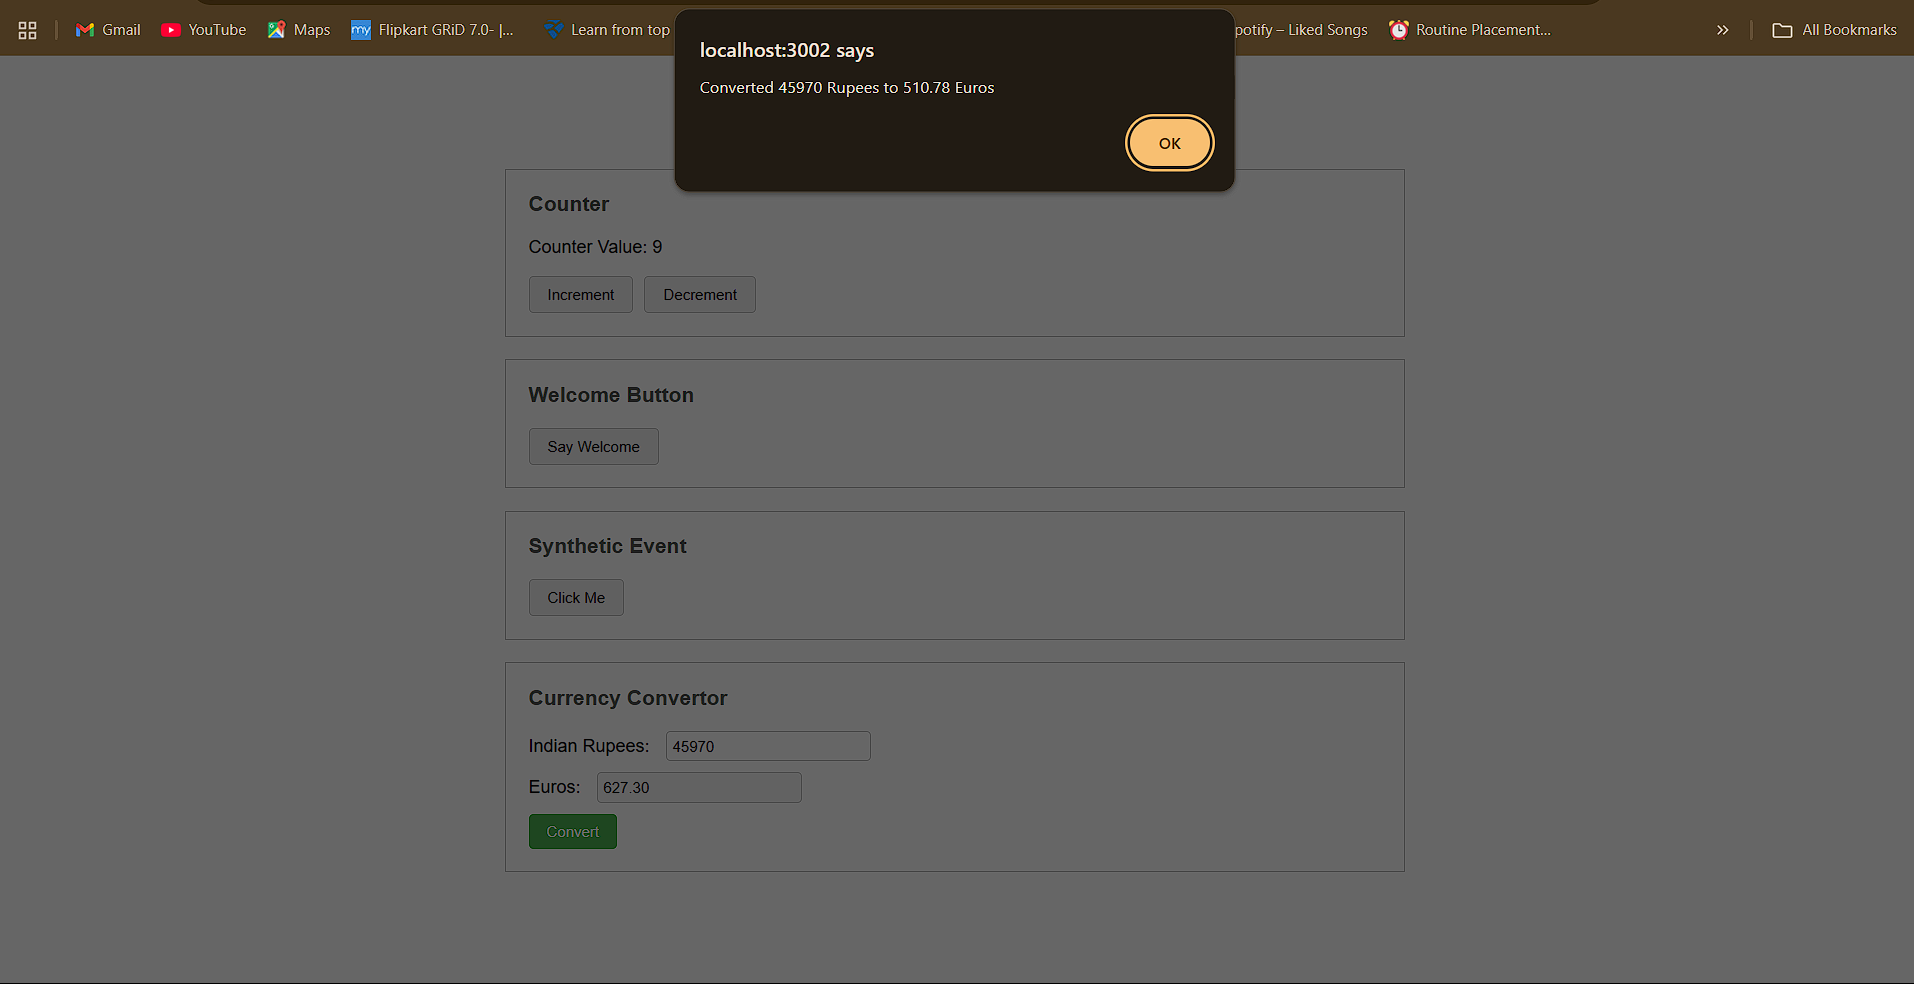 Gmail YouTube Maps my Flipkart GRiD 7.0- |... Learn from top potify – Liked Songs Routine Placement... » All Bookmarks
localhost:3002 says
Converted 45970 Rupees to 510.78 Euros
OK
Counter
Counter Value: 9
Increment Decrement
Welcome Button
Say Welcome
Synthetic Event
Click Me
Currency Convertor
Indian Rupees: 45970
Euros: 627.30
Convert